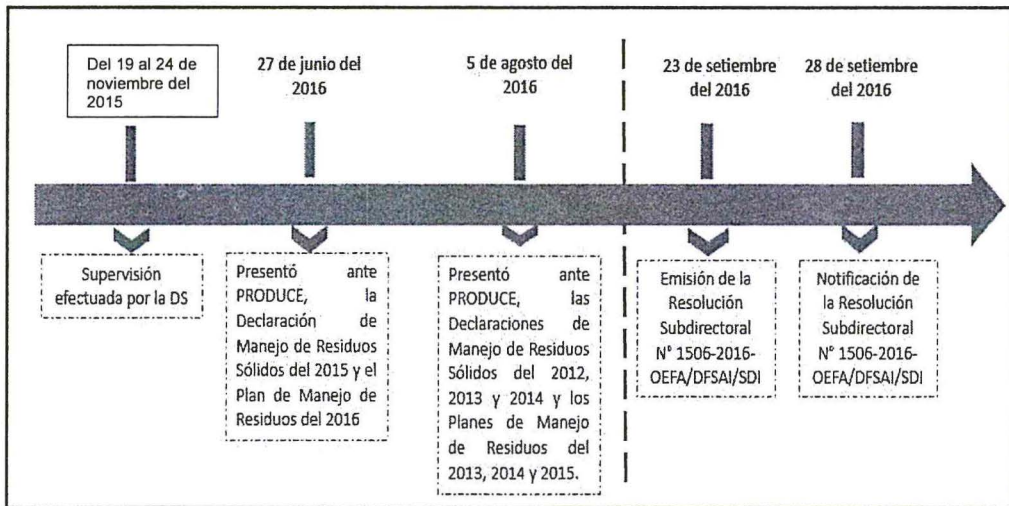 Del 19 al 24 de
noviembre del
2015
27 de junio del
2016
5 de agosto del
2016
23 de setiembre
del 2016
28 de setiembre
del 2016
Supervisión
efectuada por la DS
Presentó ante
PRODUCE, la
Declaración de
Manejo de Residuos
Sólidos del 2015 y el
Plan de Manejo de
Residuos del 2016
Presentó ante
PRODUCE, las
Declaraciones de
Manejo de Residuos
Sólidos del 2012,
2013 y 2014 y los
Planes de Manejo
de Residuos del
2013, 2014 y 2015.
Emisión de la
Resolución
Subdirectoral
N° 1506-2016-
OEFA/DFSAI/SDI
Notificación de
la Resolución
Subdirectoral
N° 1506-2016-
OEFA/DFSAI/SDI